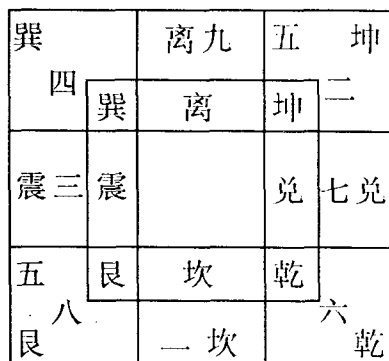 巽 离九 五 坤
四 二
巽 离 坤
震三 震 兑 七兑
五 艮 坎 乾
八 六
艮 一坎 乾